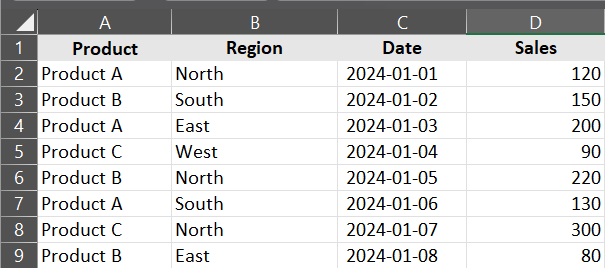 A B C D
1 Product Region Date Sales
2 Product A North 2024-01-01 120
3 Product B South 2024-01-02 150
4 Product A East 2024-01-03 200
5 Product C West 2024-01-04 90
6 Product B North 2024-01-05 220
7 Product A South 2024-01-06 130
8 Product C North 2024-01-07 300
9 Product B East 2024-01-08 80